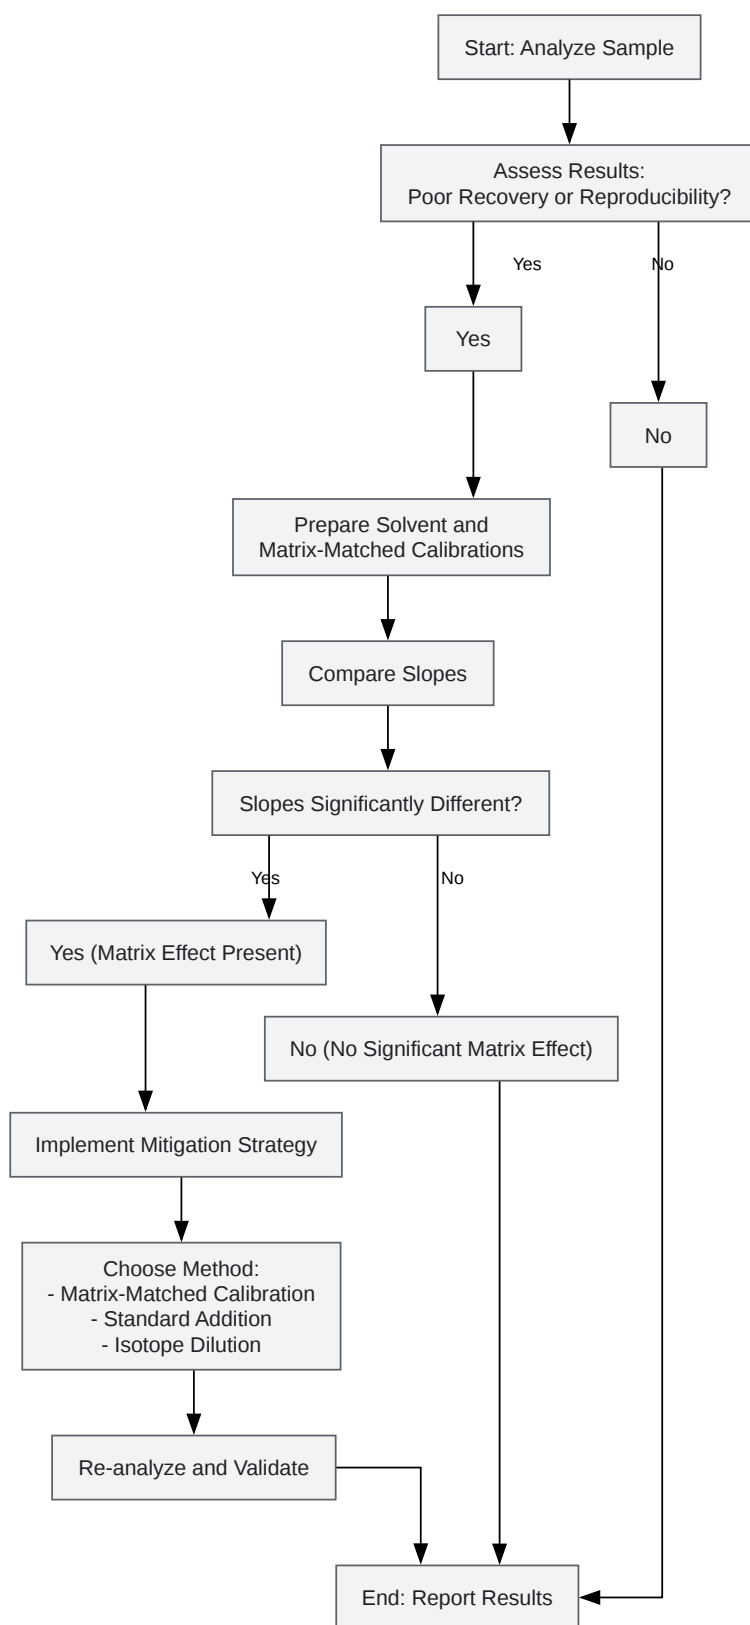 Start: Analyze Sample
Assess Results:
Poor Recovery or Reproducibility?
Yes
No
Yes
No
Prepare Solvent and
Matrix-Matched Calibrations
Compare Slopes
Slopes Significantly Different?
Yes
No
Yes (Matrix Effect Present)
No (No Significant Matrix Effect)
Implement Mitigation Strategy
Choose Method:
- Matrix-Matched Calibration
- Standard Addition
- Isotope Dilution
Re-analyze and Validate
End: Report Results